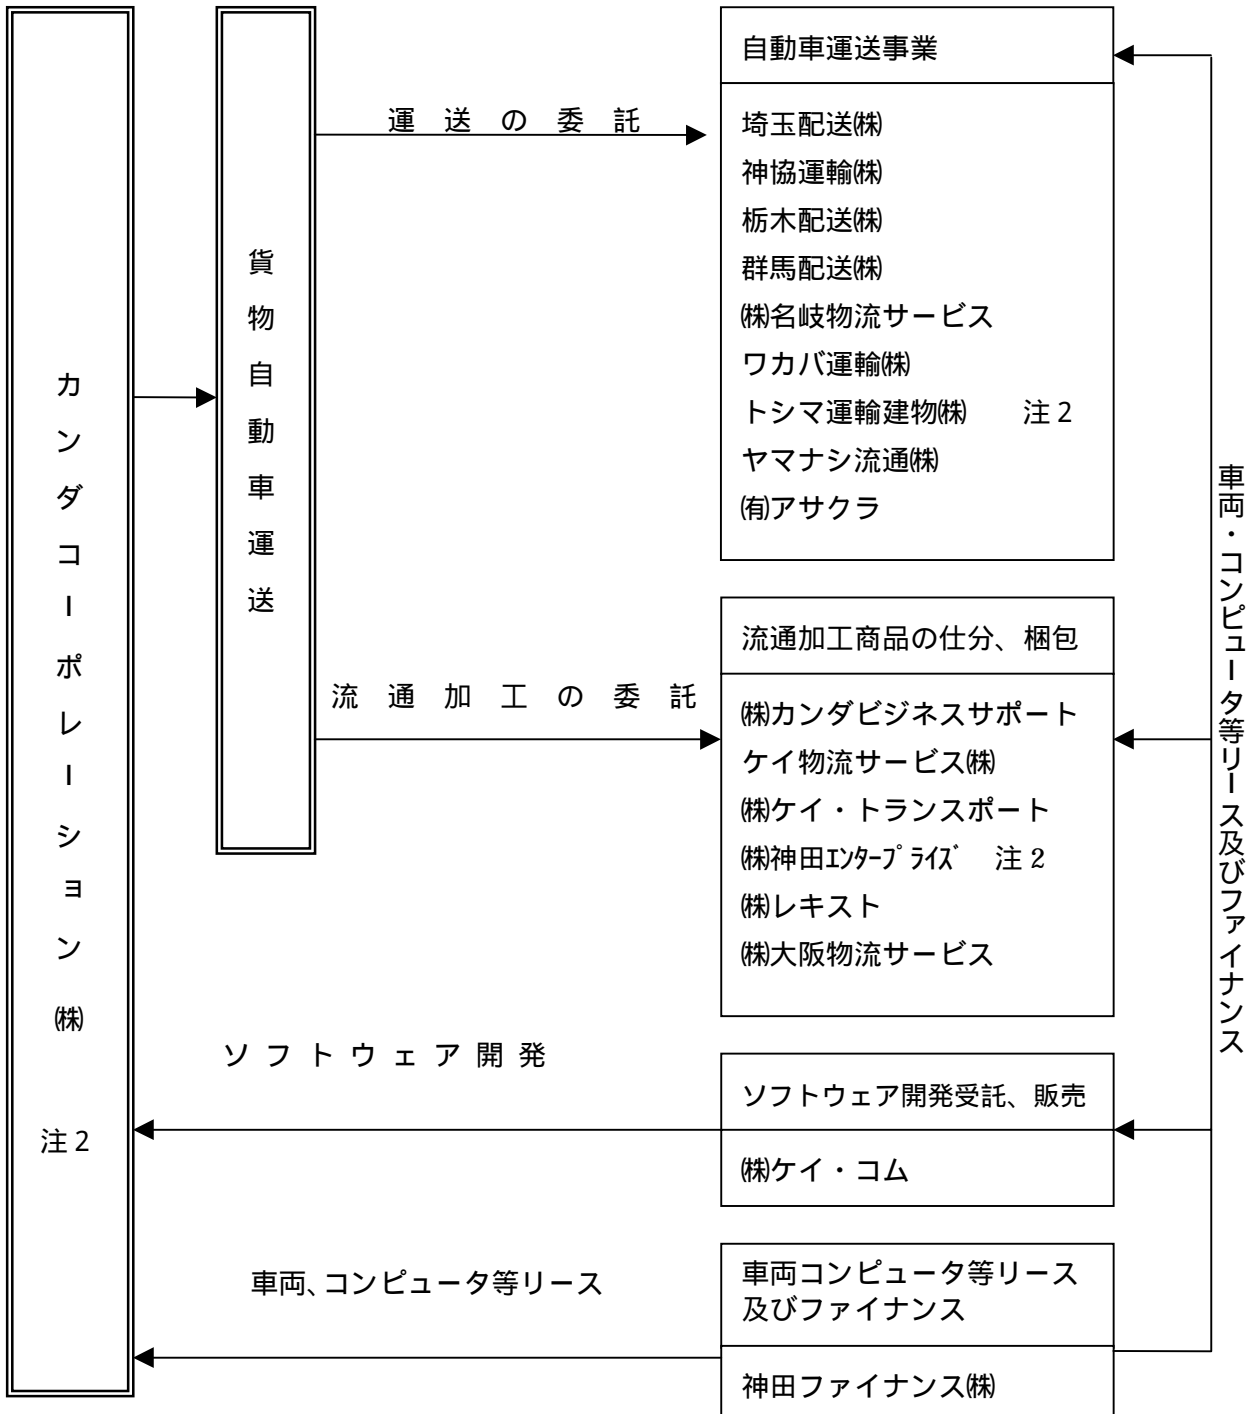 カンダコーポレーション㈱
注2
貨物自動車運送
運送の委託
自動車運送事業
埼玉配送㈱
神協運輸㈱
栃木配送㈱
群馬配送㈱
㈱名岐物流サービス
ワカバ運輸㈱
トシマ運輸建物㈱ 注2
ヤマナシ流通㈱
㈲アサクラ
流通加工の委託
流通加工商品の仕分、梱包
㈱カンダビジネスサポート
ケイ物流サービス㈱
㈱ケイ・トランスポート
㈱神田ｴﾝﾀｰﾌﾟﾗｲｽﾞ 注2
㈱レキスト
㈱大阪物流サービス
ソフトウェア開発
ソフトウェア開発受託、販売
㈱ケイ・コム
車両、コンピュータ等リース
車両コンピュータ等リース
及びファイナンス
神田ファイナンス㈱
車両・コンピュータ等リース及びファイナンス